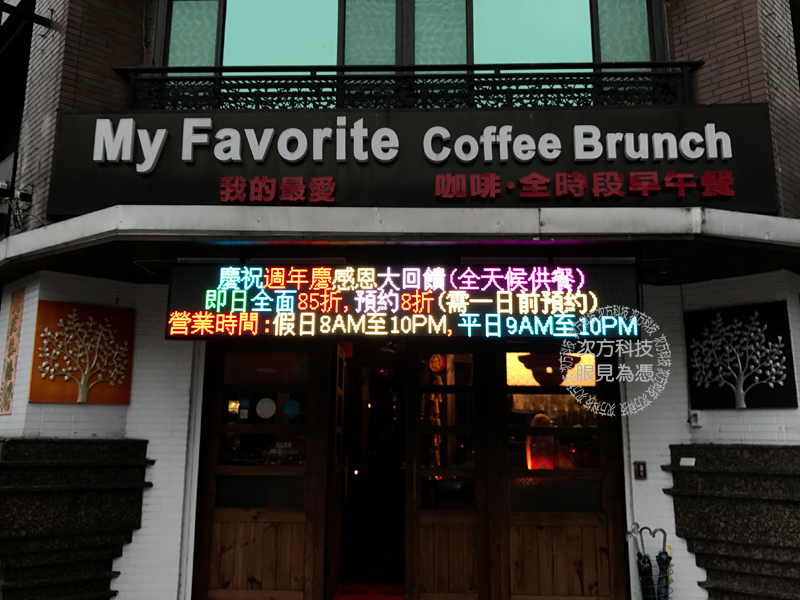 My Favorite Coffee Brunch
我的最愛 咖啡·全時段早午餐
慶祝週年慶感恩大回饋(全天候供餐)
即日全面85折,預約8折(需一日前預約)
營業時間:假日8AM至10PM,平日9AM至10PM
次方科技
眼見為憑